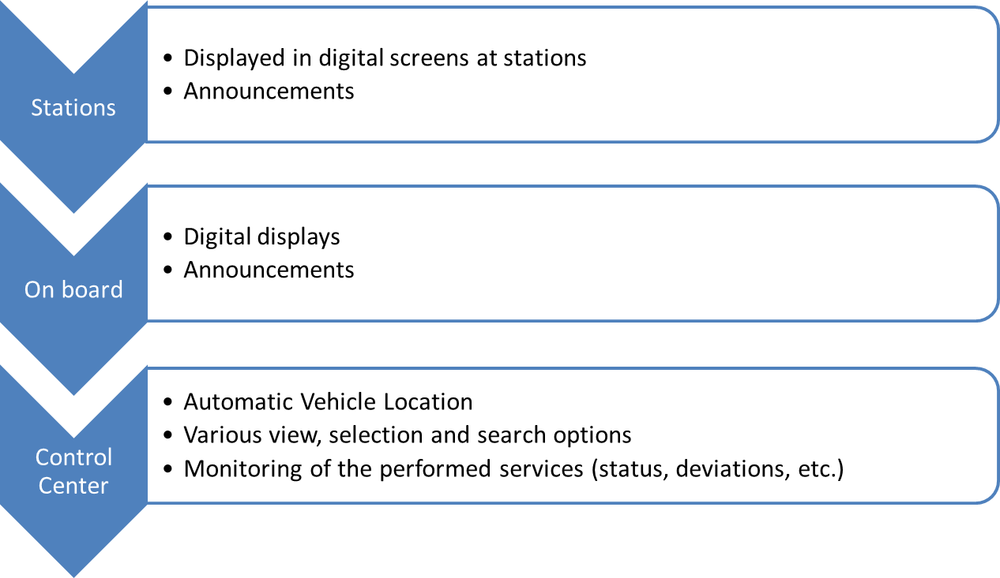 Stations
• Displayed in digital screens at stations
• Announcements
On board
• Digital displays
• Announcements
Control
Center
• Automatic Vehicle Location
• Various view, selection and search options
• Monitoring of the performed services (status, deviations, etc.)